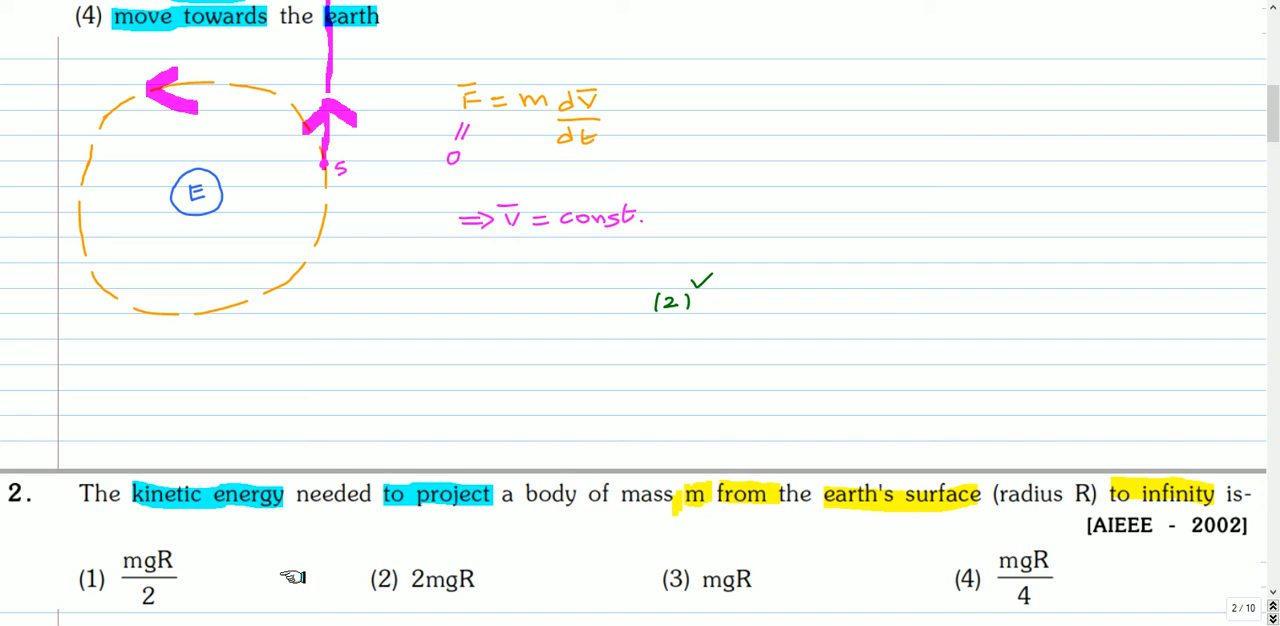 (4) move towards the earth
F̅ = m dV̅/dt
||
0
S
E
⟹ V̅ = const.
(2) ✓
2. The kinetic energy needed to project a body of mass m from the earth's surface (radius R) to infinity is-
[AIEEE - 2002]
(1) mgR/2 (2) 2mgR (3) mgR (4) mgR/4
2 / 10